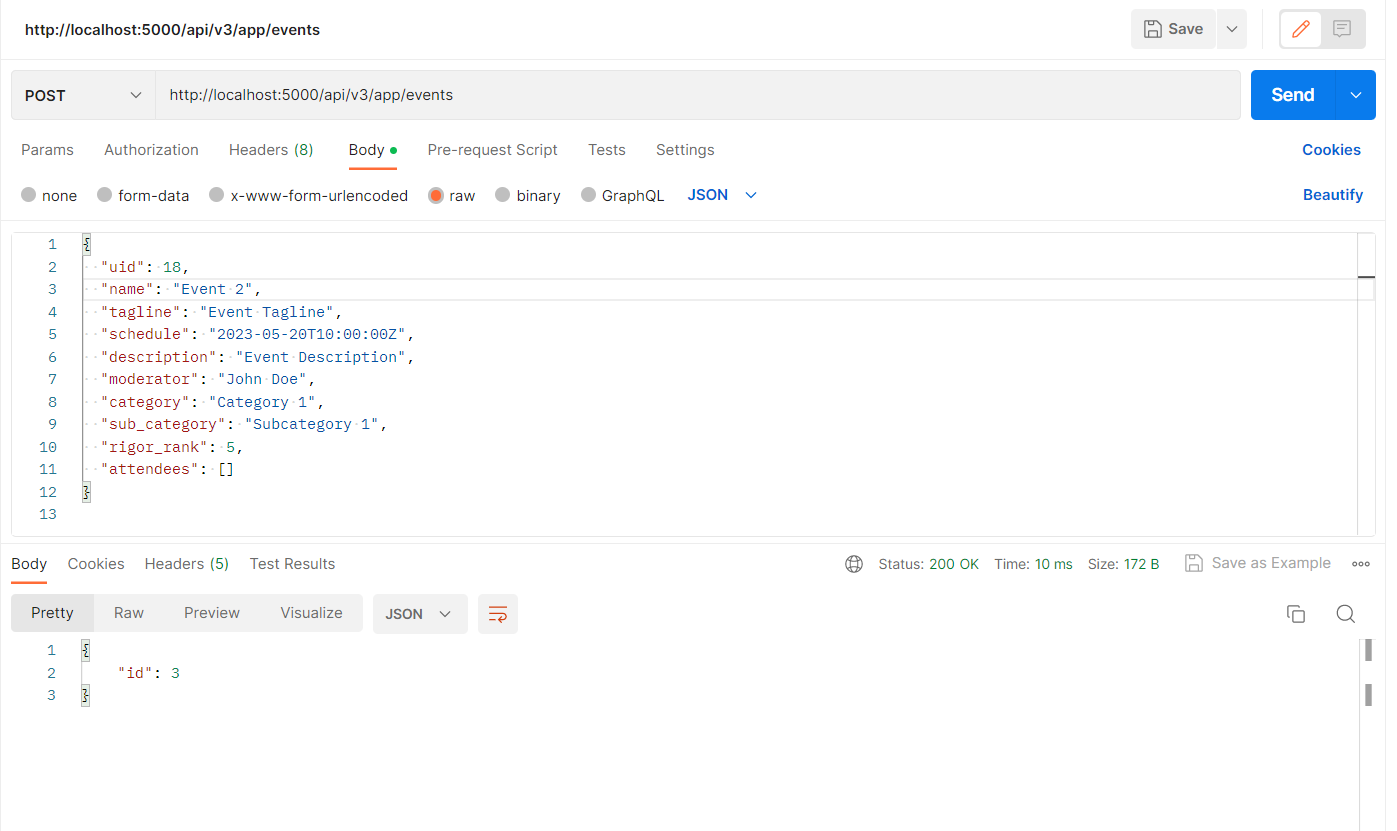 http://localhost:5000/api/v3/app/events Save
POST http://localhost:5000/api/v3/app/events Send
Params Authorization Headers (8) Body Pre-request Script Tests Settings Cookies
none form-data x-www-form-urlencoded raw binary GraphQL JSON Beautify
1 {
2 "uid": 18,
3 "name": "Event 2",
4 "tagline": "Event Tagline",
5 "schedule": "2023-05-20T10:00:00Z",
6 "description": "Event Description",
7 "moderator": "John Doe",
8 "category": "Category 1",
9 "sub_category": "Subcategory 1",
10 "rigor_rank": 5,
11 "attendees": []
12 }
13
Body Cookies Headers (5) Test Results Status: 200 OK Time: 10 ms Size: 172 B Save as Example
Pretty Raw Preview Visualize JSON
1 {
2 "id": 3
3 }